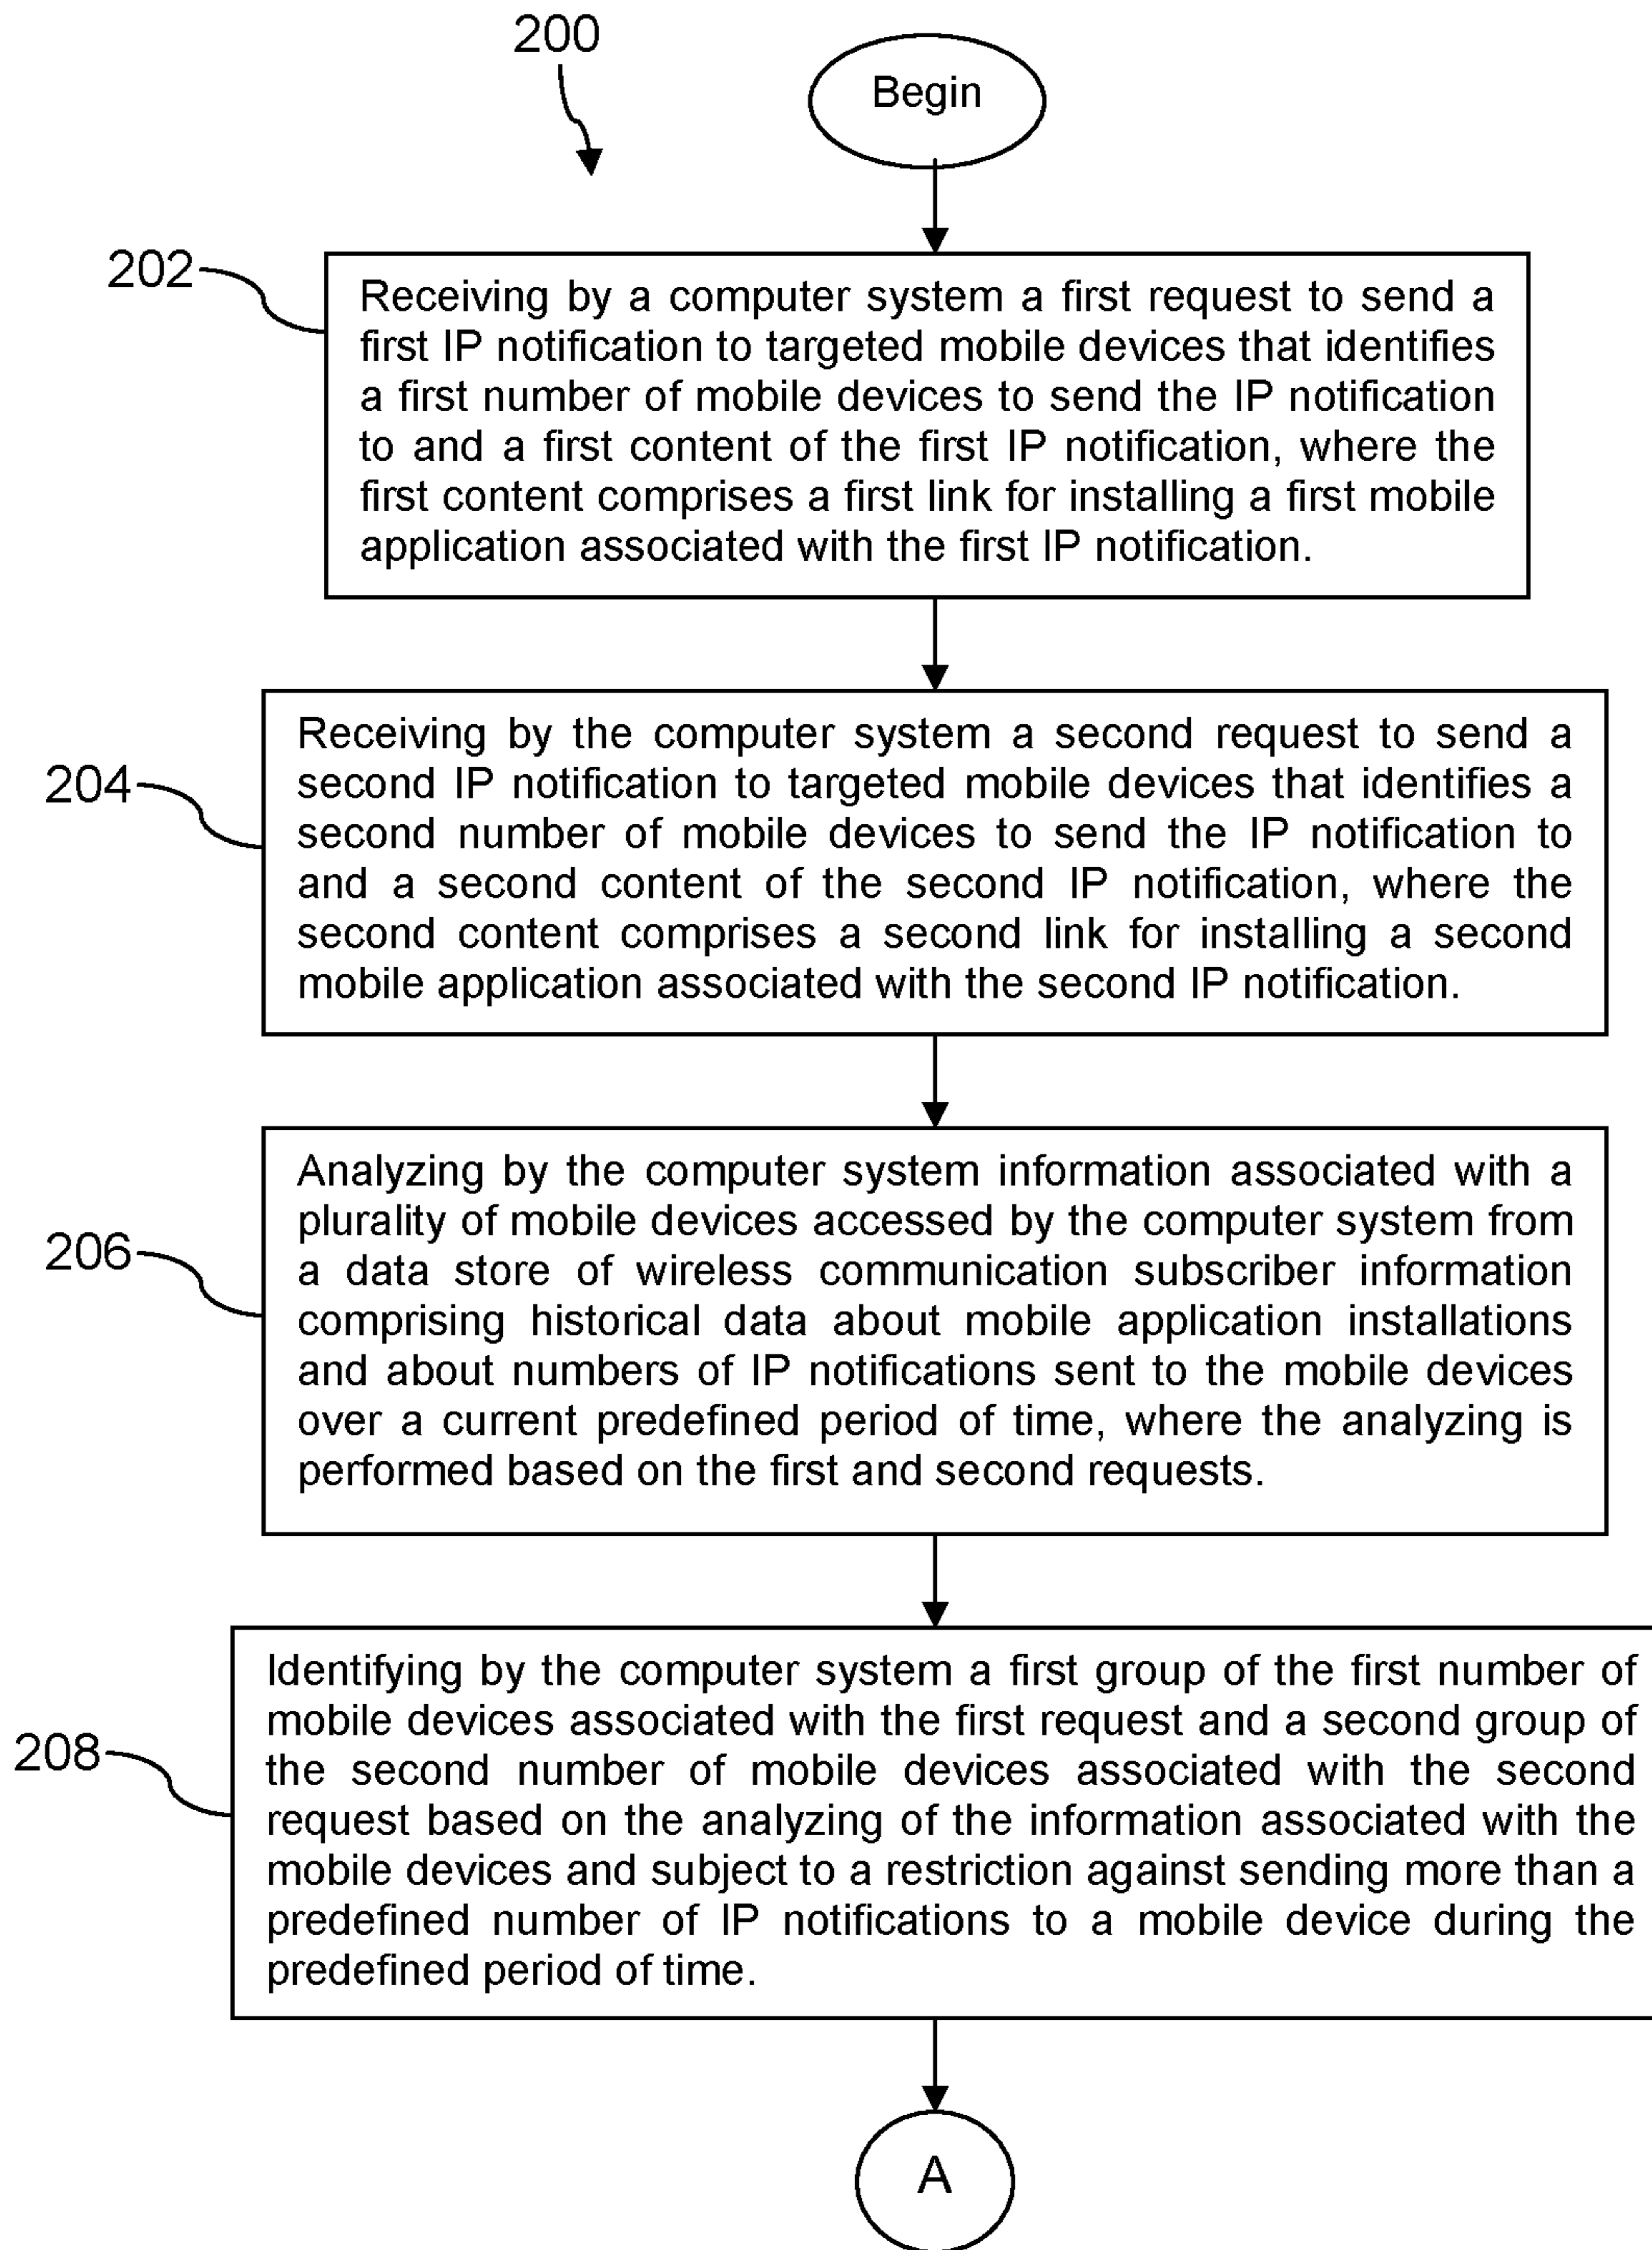 200
Begin
202
Receiving by a computer system a first request to send a
first IP notification to targeted mobile devices that identifies
a first number of mobile devices to send the IP notification
to and a first content of the first IP notification, where the
first content comprises a first link for installing a first mobile
application associated with the first IP notification.
204
Receiving by the computer system a second request to send a
second IP notification to targeted mobile devices that identifies a
second number of mobile devices to send the IP notification to
and a second content of the second IP notification, where the
second content comprises a second link for installing a second
mobile application associated with the second IP notification.
206
Analyzing by the computer system information associated with a
plurality of mobile devices accessed by the computer system from
a data store of wireless communication subscriber information
comprising historical data about mobile application installations
and about numbers of IP notifications sent to the mobile devices
over a current predefined period of time, where the analyzing is
performed based on the first and second requests.
208
Identifying by the computer system a first group of the first number of
mobile devices associated with the first request and a second group of
the second number of mobile devices associated with the second
request based on the analyzing of the information associated with the
mobile devices and subject to a restriction against sending more than a
predefined number of IP notifications to a mobile device during the
predefined period of time.
A